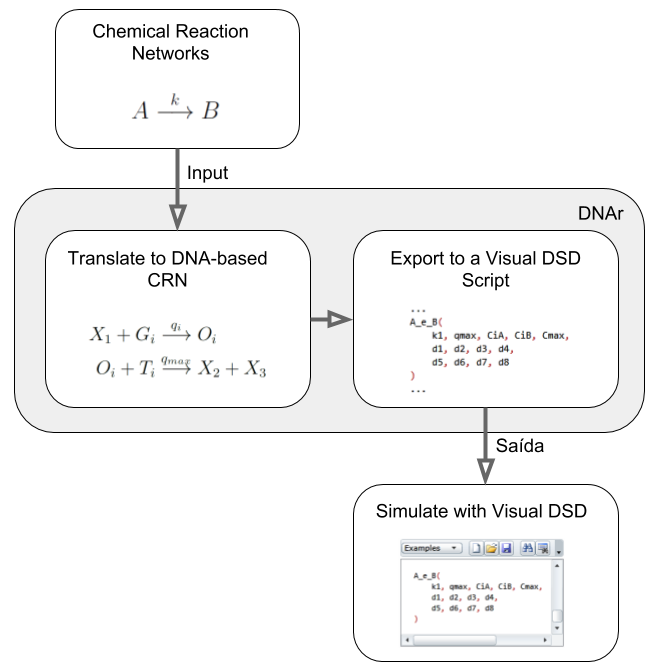 Chemical Reaction
Networks
A \xrightarrow{k} B
Input
DNAr
Translate to DNA-based
CRN
X_1 + G_i \xrightarrow{q_i} O_i
O_i + T_i \xrightarrow{q_{max}} X_2 + X_3
Export to a Visual DSD
Script
...
A_e_B(
k1, qmax, CiA, CiB, Cmax,
d1, d2, d3, d4,
d5, d6, d7, d8
)
...
Saída
Simulate with Visual DSD
Examples
A_e_B(
k1, qmax, CiA, CiB, Cmax,
d1, d2, d3, d4,
d5, d6, d7, d8
)